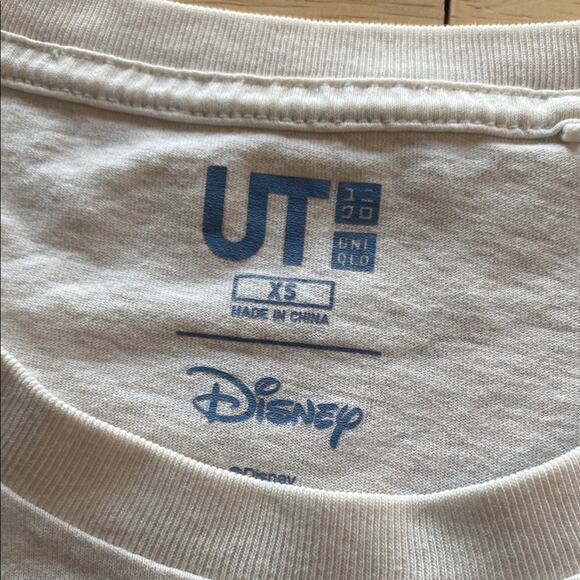 UT ユニ
クロ
UNI
QLO
XS
MADE IN CHINA
Disney
©Disney